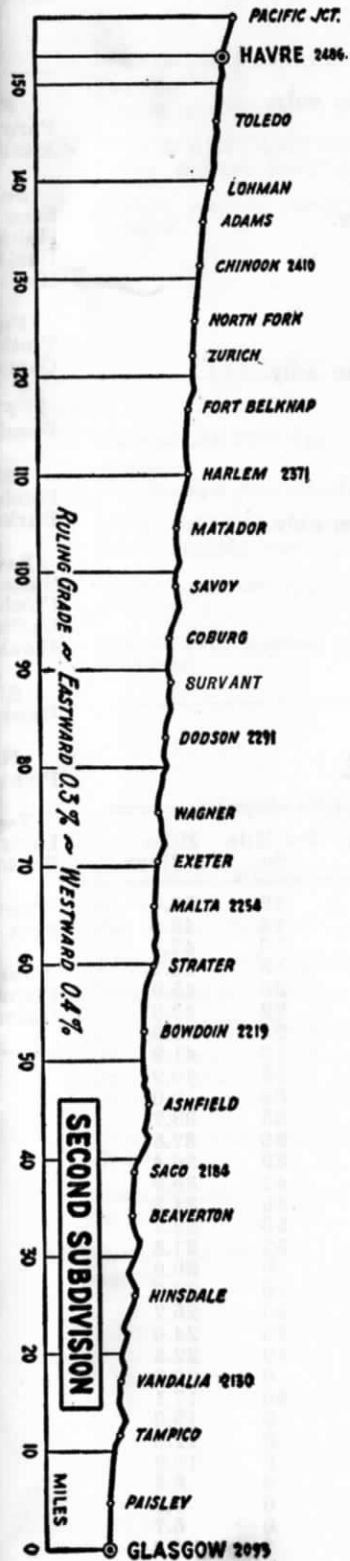 PACIFIC JCT.
HAVRE 2486.
TOLEDO
LOHMAN
ADAMS
CHINOOK 2410
NORTH FORK
ZURICH
FORT BELKNAP
HARLEM 2371
MATADOR
SAVOY
COBURG
SURVANT
DODSON 2291
WAGNER
EXETER
MALTA 2254
STRATER
BOWDOIN 2219
ASHFIELD
SACO 2184
BEAVERTON
HINSDALE
VANDALIA 2130
TAMPICO
PAISLEY
GLASGOW 2095
150
140
130
120
110
100
90
80
70
60
50
40
30
20
10
0
MILES
RULING GRADE ~ EASTWARD 0.3% ~ WESTWARD 0.4%
SECOND SUBDIVISION